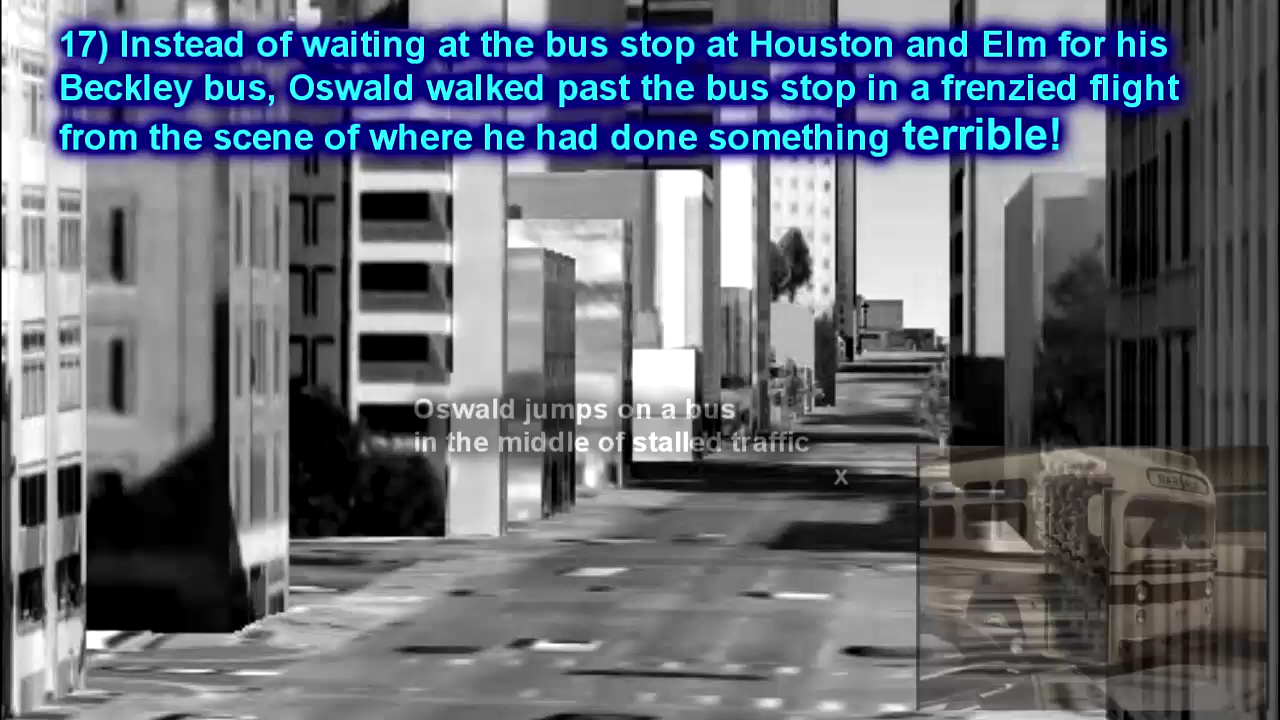 17) Instead of waiting at the bus stop at Houston and Elm for his
Beckley bus, Oswald walked past the bus stop in a frenzied flight
from the scene of where he had done something terrible!
Oswald jumps on a bus
in the middle of stalled traffic
X